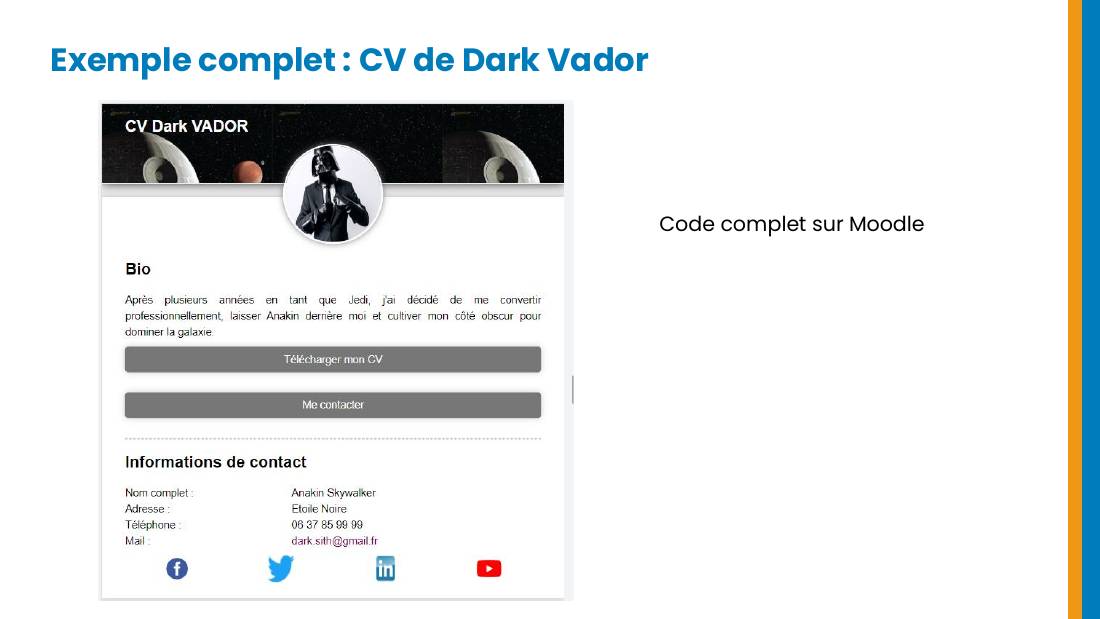 Exemple complet : CV de Dark Vador
CV Dark VADOR
Code complet sur Moodle
Bio
Après plusieurs années en tant que Jedi, j'ai décidé de me convertir
professionnellement, laisser Anakin derrière moi et cultiver mon côté obscur pour
dominer la galaxie.
Télécharger mon CV
Me contacter
Informations de contact
Nom complet : Anakin Skywalker
Adresse : Etoile Noire
Téléphone : 06 37 85 99 99
Mail : dark.sith@gmail.fr